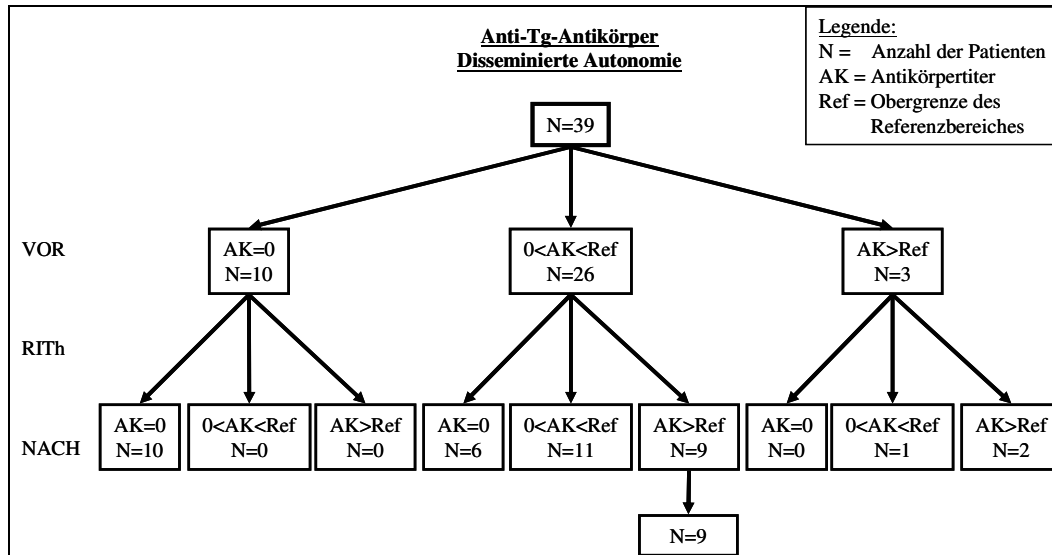 Anti-Tg-Antikörper
Disseminierte Autonomie
Legende:
N = Anzahl der Patienten
AK = Antikörpertiter
Ref = Obergrenze des
Referenzbereiches
N=39
VOR
AK=0
N=10
0<AK<Ref
N=26
AK>Ref
N=3
RITh
NACH
AK=0
N=10
0<AK<Ref
N=0
AK>Ref
N=0
AK=0
N=6
0<AK<Ref
N=11
AK>Ref
N=9
AK=0
N=0
0<AK<Ref
N=1
AK>Ref
N=2
N=9